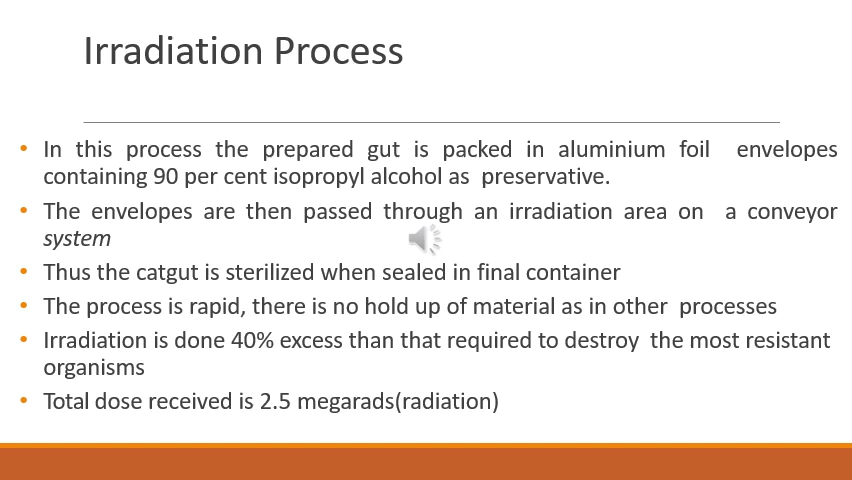 Irradiation Process
• In this process the prepared gut is packed in aluminium foil envelopes
containing 90 per cent isopropyl alcohol as preservative.
• The envelopes are then passed through an irradiation area on a conveyor
system
• Thus the catgut is sterilized when sealed in final container
• The process is rapid, there is no hold up of material as in other processes
• Irradiation is done 40% excess than that required to destroy the most resistant
organisms
• Total dose received is 2.5 megarads(radiation)